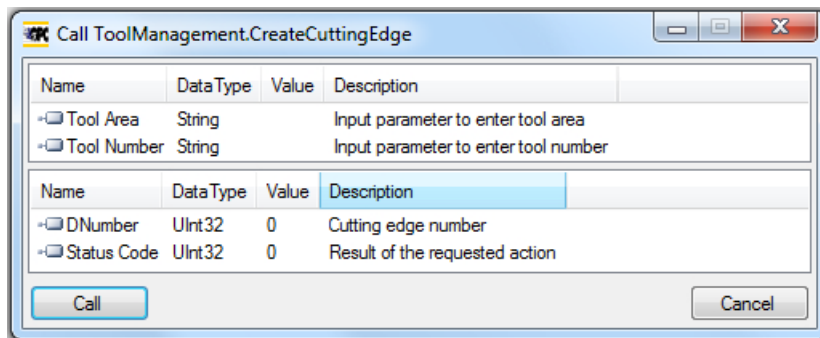 Call ToolManagement.CreateCuttingEdge
Name DataType Value Description
Tool Area String Input parameter to enter tool area
Tool Number String Input parameter to enter tool number
Name DataType Value Description
DNumber UInt32 0 Cutting edge number
Status Code UInt32 0 Result of the requested action
Call Cancel